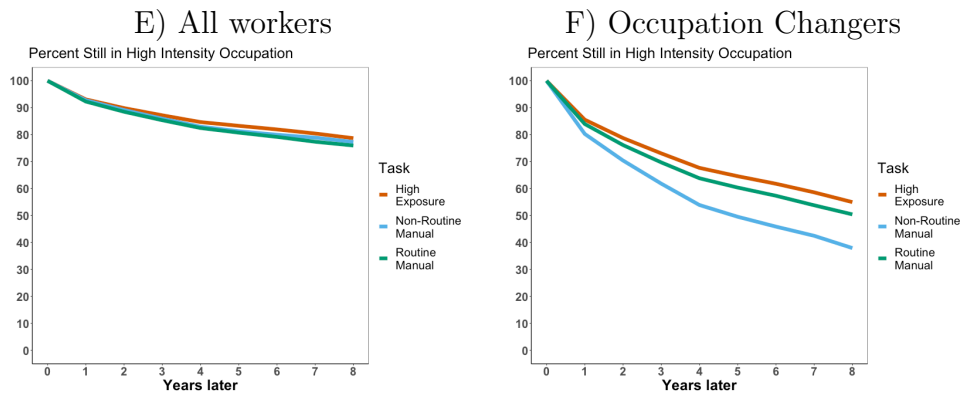 E) All workers
Percent Still in High Intensity Occupation
100
90
80
70
60
50
40
30
20
10
0
0 1 2 3 4 5 6 7 8
Years later
Task
High
Exposure
Non-Routine
Manual
Routine
Manual
F) Occupation Changers
Percent Still in High Intensity Occupation
100
90
80
70
60
50
40
30
20
10
0
0 1 2 3 4 5 6 7 8
Years later
Task
High
Exposure
Non-Routine
Manual
Routine
Manual